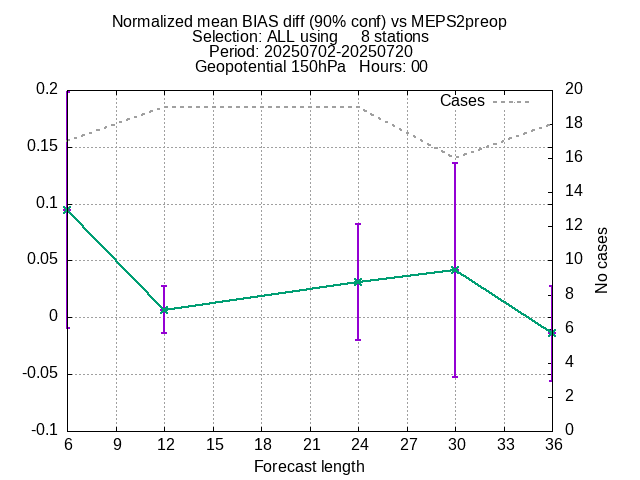 Normalized mean BIAS diff (90% conf) vs MEPS2preop
Selection: ALL using     8 stations
Period: 20250702-20250720
Geopotential 150hPa   Hours: 00
Cases
0.2
0.15
0.1
0.05
0
-0.05
-0.1
20
18
16
14
12
10
8
6
4
2
0
No cases
6 9 12 15 18 21 24 27 30 33 36
Forecast length